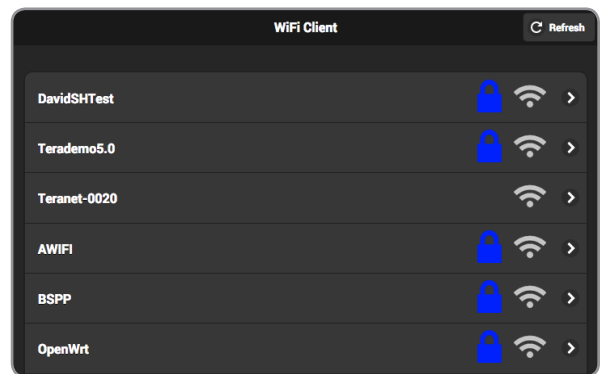 WiFi Client
Refresh
DavidSHTest
Terademo5.0
Teranet-0020
AWIFI
BSPP
OpenWrt